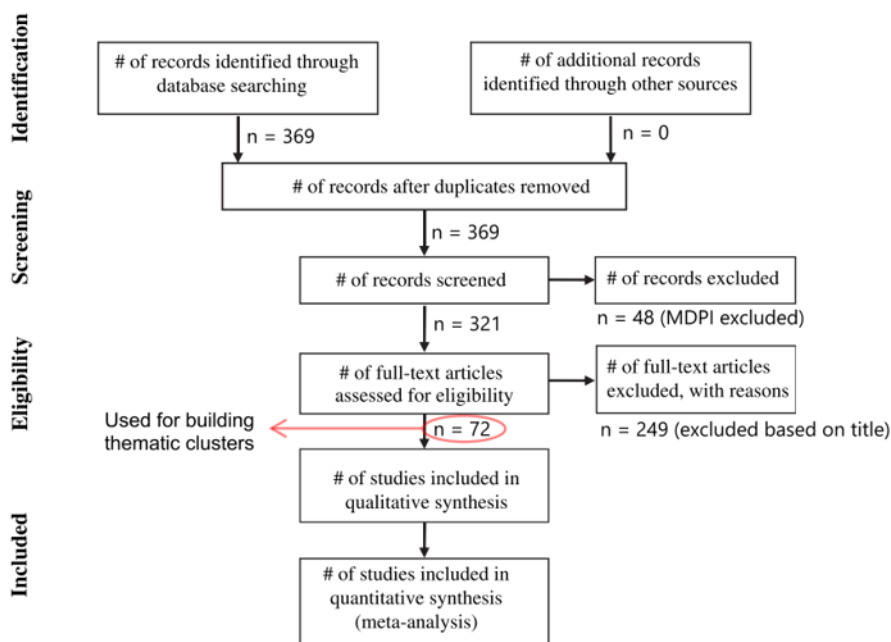 Identification
# of records identified through
database searching
# of additional records
identified through other sources
n = 369
n = 0
Screening
# of records after duplicates removed
n = 369
# of records screened
# of records excluded
n = 321
n = 48 (MDPI excluded)
Eligibility
# of full-text articles
assessed for eligibility
# of full-text articles
excluded, with reasons
Used for building
thematic clusters
n = 72
n = 249 (excluded based on title)
Included
# of studies included in
qualitative synthesis
# of studies included in
quantitative synthesis
(meta-analysis)